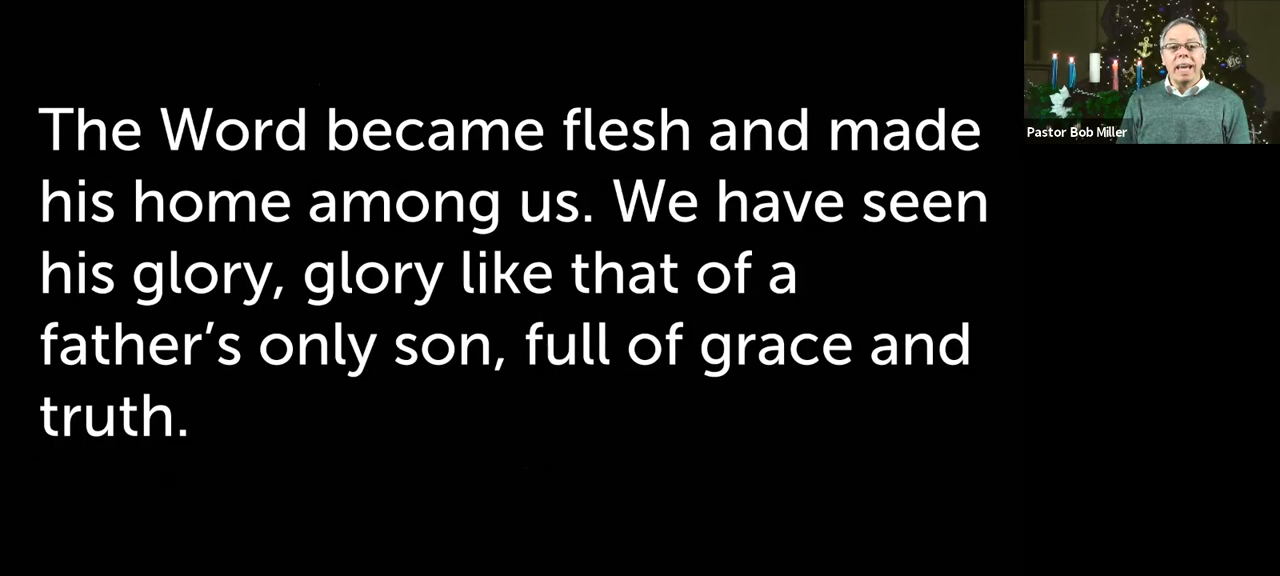 The Word became flesh and made
his home among us. We have seen
his glory, glory like that of a
father’s only son, full of grace and
truth.
Pastor Bob Miller